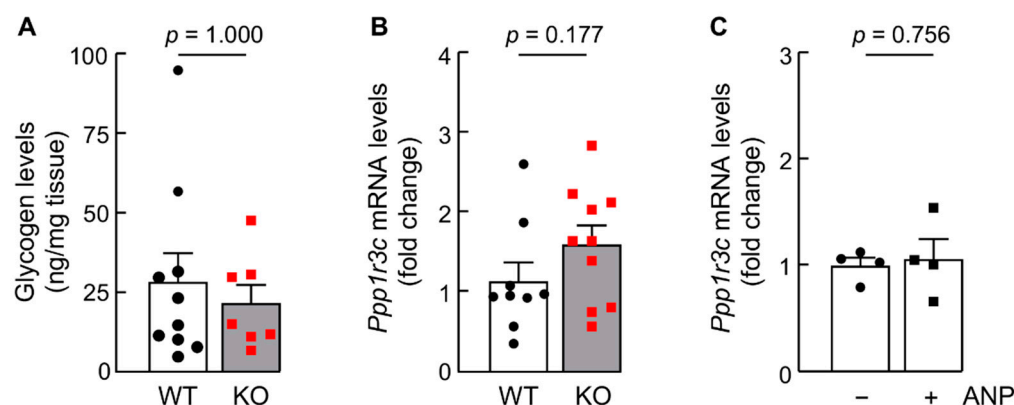 A
p = 1.000
Glycogen levels
(ng/mg tissue)
100
75
50
25
0
WT KO
B
p = 0.177
Ppp1r3c mRNA levels
(fold change)
4
3
2
1
0
WT KO
C
p = 0.756
Ppp1r3c mRNA levels
(fold change)
3
2
1
0
– + ANP